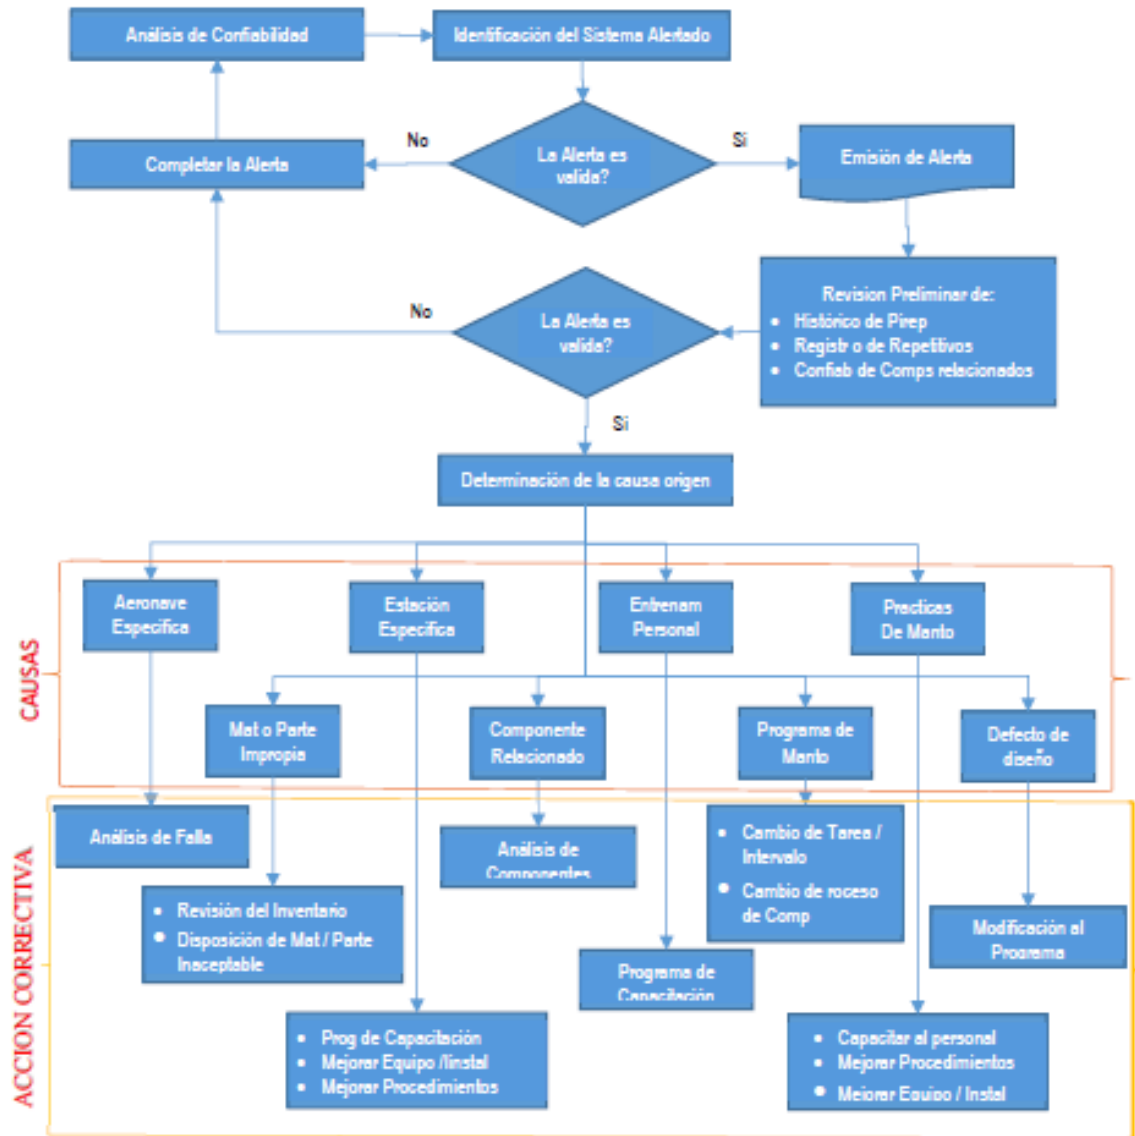 Análisis de Confiabilidad
Identificación del Sistema Alertado
No
La Alerta es
valida?
Si
Completar la Alerta
Emisión de Alerta
Revision Preliminar de:
• Histórico de Pirep
• Registr o de Repetitivos
• Confiab de Comps relacionados
No
La Alerta es
valida?
Si
Determinación de la causa origen
CAUSAS
Aeronave
Especifica
Estación
Especifica
Entrenam
Personal
Practicas
De Manto
Mat o Parte
Impropia
Componente
Relacionado
Programa de
Manto
Defecto de
diseño
ACCION CORRECTIVA
Análisis de Falla
Análisis de
Componentes
• Cambio de Tarea /
Intervalo
• Cambio de roceso
de Comp
• Revisión del Inventario
• Disposición de Mat / Parte
Inaceptable
Modificación al
Programa
Programa de
Capacitación
• Prog de Capacitación
• Mejorar Equipo /Iinstal
• Mejorar Procedimientos
• Capacitar al personal
• Mejorar Procedimientos
• Mejorar Equipo / Instal